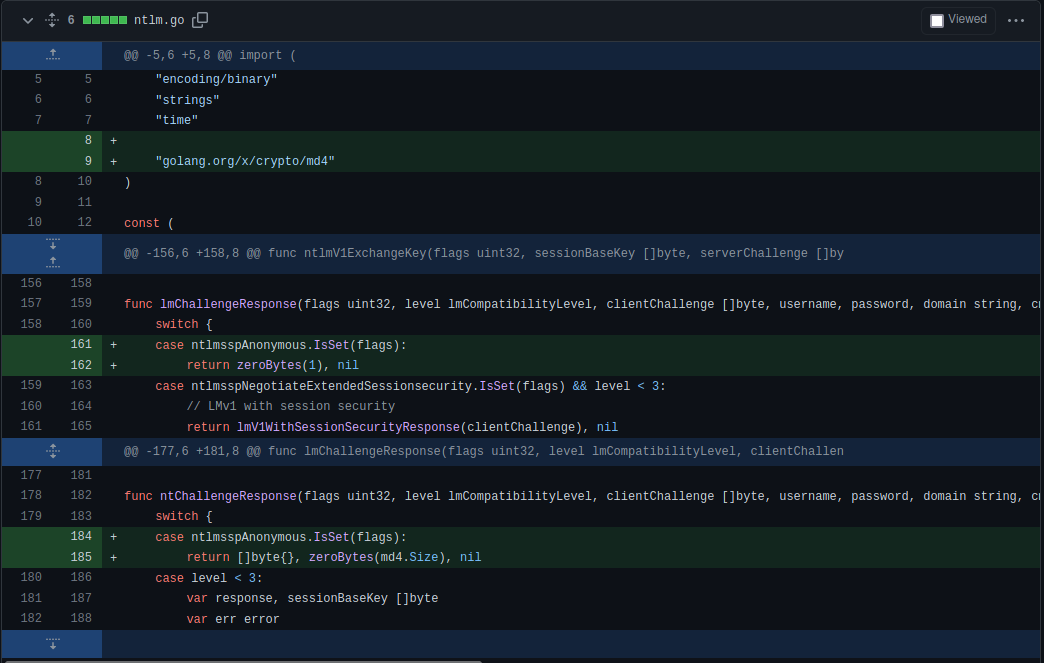 6 ntlm.go Viewed
@@ -5,6 +5,8 @@ import (
5 5 "encoding/binary"
6 6 "strings"
7 7 "time"
8 +
9 + "golang.org/x/crypto/md4"
8 10 )
9 11
10 12 const (
@@ -156,6 +158,8 @@ func ntlmV1ExchangeKey(flags uint32, sessionBaseKey []byte, serverChallenge []by
156 158
157 159 func lmChallengeResponse(flags uint32, level lmCompatibilityLevel, clientChallenge []byte, username, password, domain string,
158 160 switch {
161 + case ntlmsspAnonymous.IsSet(flags):
162 + return zeroBytes(1), nil
159 163 case ntlmsspNegotiateExtendedSessionsecurity.IsSet(flags) && level < 3:
160 164 // LMv1 with session security
161 165 return lmV1WithSessionSecurityResponse(clientChallenge), nil
@@ -177,6 +181,8 @@ func lmChallengeResponse(flags uint32, level lmCompatibilityLevel, clientChallen
177 181
178 182 func ntChallengeResponse(flags uint32, level lmCompatibilityLevel, clientChallenge []byte, username, password, domain string,
179 183 switch {
184 + case ntlmsspAnonymous.IsSet(flags):
185 + return []byte{}, zeroBytes(md4.Size), nil
180 186 case level < 3:
181 187 var response, sessionBaseKey []byte
182 188 var err error